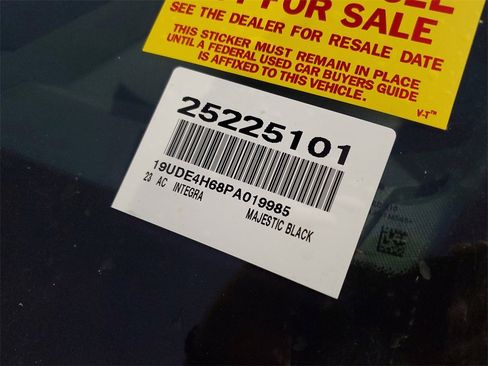 FOR SALE
SEE THE DEALER FOR RESALE DATE
THIS STICKER MUST REMAIN IN PLACE
UNTIL A FEDERAL USED CAR BUYERS GUIDE
IS AFFIXED TO THIS VEHICLE.
V-T™
25225101
19UDE4H68PA019985
23 AC INTEGRA
MAJESTIC BLACK